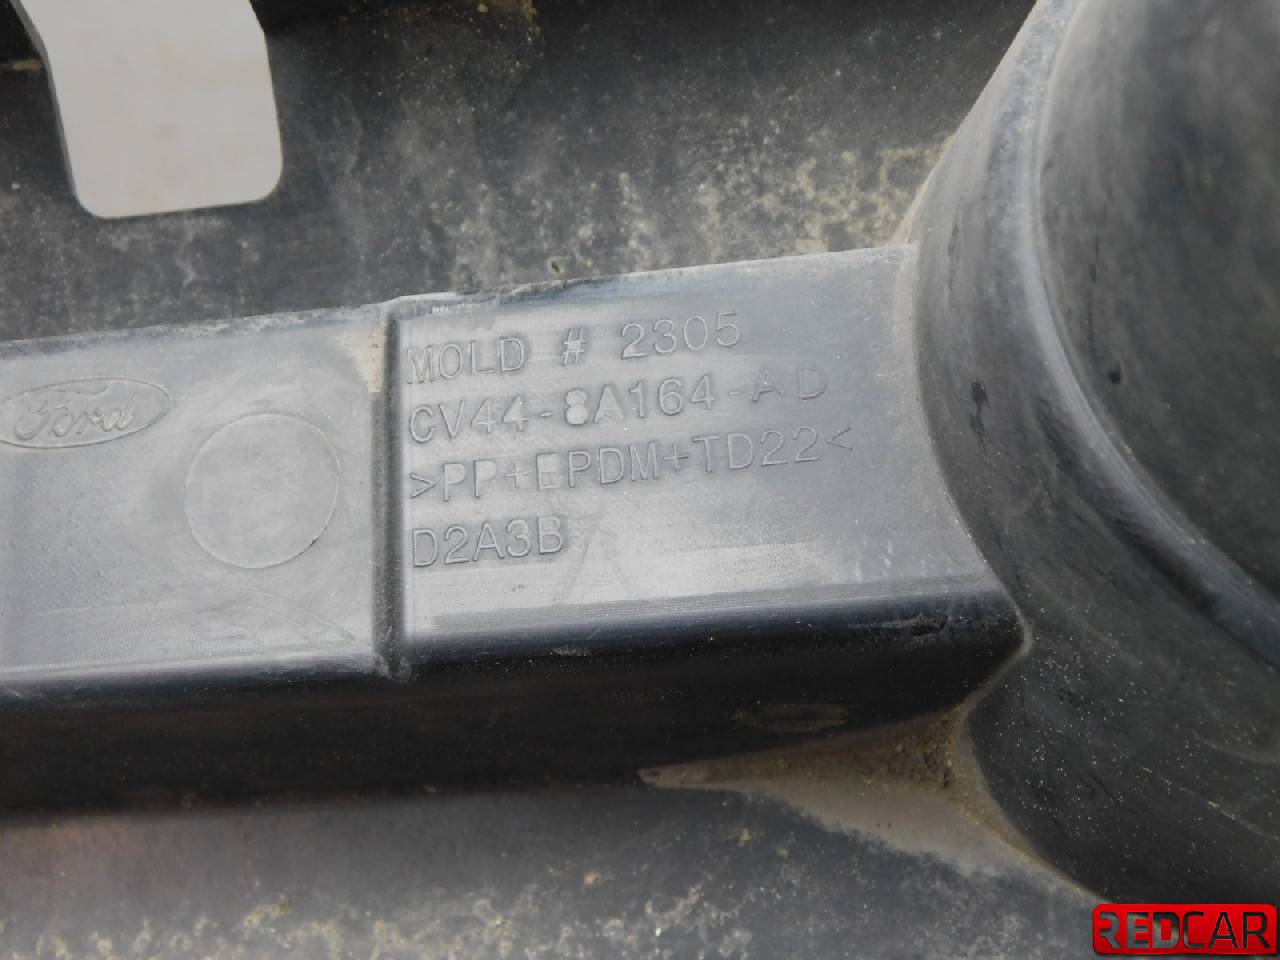 Ford
MOLD # 2305
CV44-8A164-AD
>PP+EPDM+TD22<
D2A3B
REDCAR